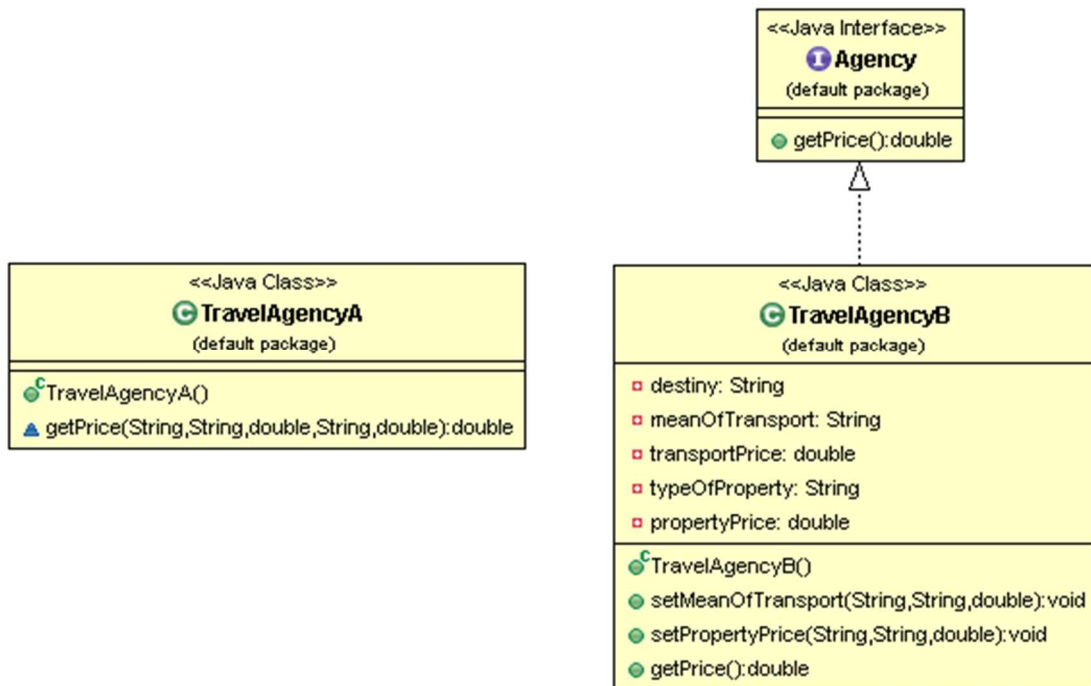 <<Java Interface>>
I Agency
(default package)
getPrice():double
<<Java Class>>
C TravelAgencyA
(default package)
C TravelAgencyA()
getPrice(String,String,double,String,double):double
<<Java Class>>
C TravelAgencyB
(default package)
destiny: String
meanOfTransport: String
transportPrice: double
typeOfProperty: String
propertyPrice: double
C TravelAgencyB()
setMeanOfTransport(String,String,double):void
setPropertyPrice(String,String,double):void
getPrice():double